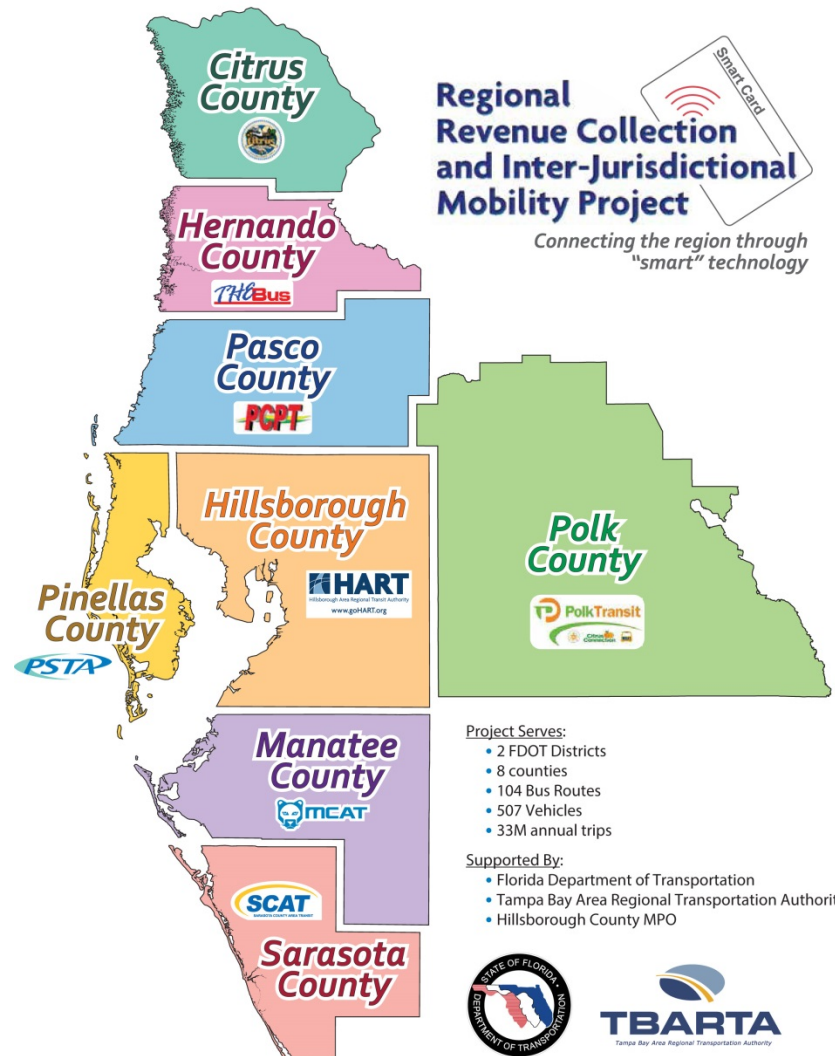 Citrus
County
Citrus
Regional
Revenue Collection
and Inter-Jurisdictional
Mobility Project
Smart Card
Connecting the region through
"smart" technology
Hernando
County
THEBus
Pasco
County
PCPT
Hillsborough
County
HART
Hillsborough Area Regional Transit Authority
www.goHART.org
Polk
County
PolkTransit
Citrus
Connection
Pinellas
County
PSTA
Manatee
County
MCAT
Project Serves:
• 2 FDOT Districts
• 8 counties
• 104 Bus Routes
• 507 Vehicles
• 33M annual trips
Supported By:
• Florida Department of Transportation
• Tampa Bay Area Regional Transportation Authorit
• Hillsborough County MPO
SCAT
SARASOTA COUNTY AREA TRANSIT
Sarasota
County
STATE OF FLORIDA
DEPARTMENT OF TRANSPORTATION
TBARTA
Tampa Bay Area Regional Transportation Authority